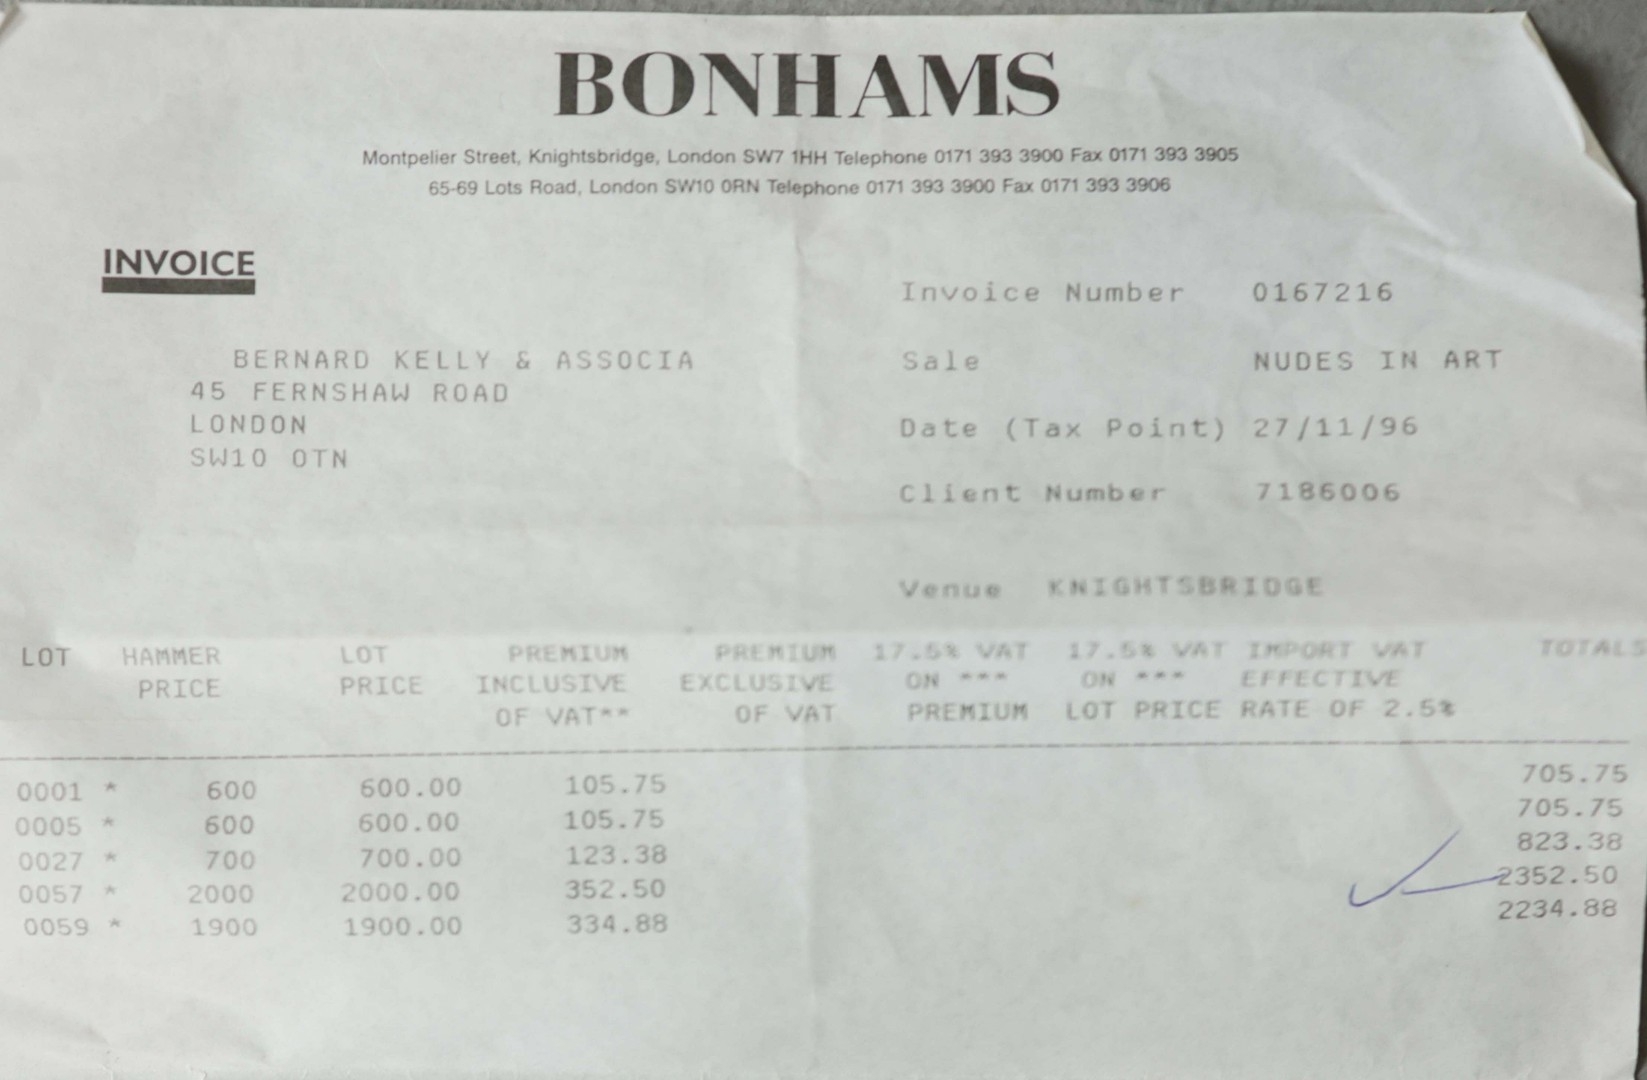 BONHAMS
Montpelier Street, Knightsbridge, London SW7 1HH Telephone 0171 393 3900 Fax 0171 393 3905
65-69 Lots Road, London SW10 0RN Telephone 0171 393 3900 Fax 0171 393 3906
INVOICE
Invoice Number 0167216
BERNARD KELLY & ASSOCIA
45 FERNSHAW ROAD
LONDON
SW10 0TN
Sale NUDES IN ART
Date (Tax Point) 27/11/96
Client Number 7186006
Venue KNIGHTSBRIDGE
LOT HAMMER LOT PREMIUM PREMIUM 17.5% VAT 17.5% VAT IMPORT VAT TOTALS
PRICE PRICE INCLUSIVE EXCLUSIVE ON *** ON *** EFFECTIVE
OF VAT** OF VAT PREMIUM LOT PRICE RATE OF 2.5%
0001 * 600 600.00 105.75 705.75
0005 * 600 600.00 105.75 705.75
0027 * 700 700.00 123.38 823.38
0057 * 2000 2000.00 352.50 2352.50
0059 * 1900 1900.00 334.88 2234.88